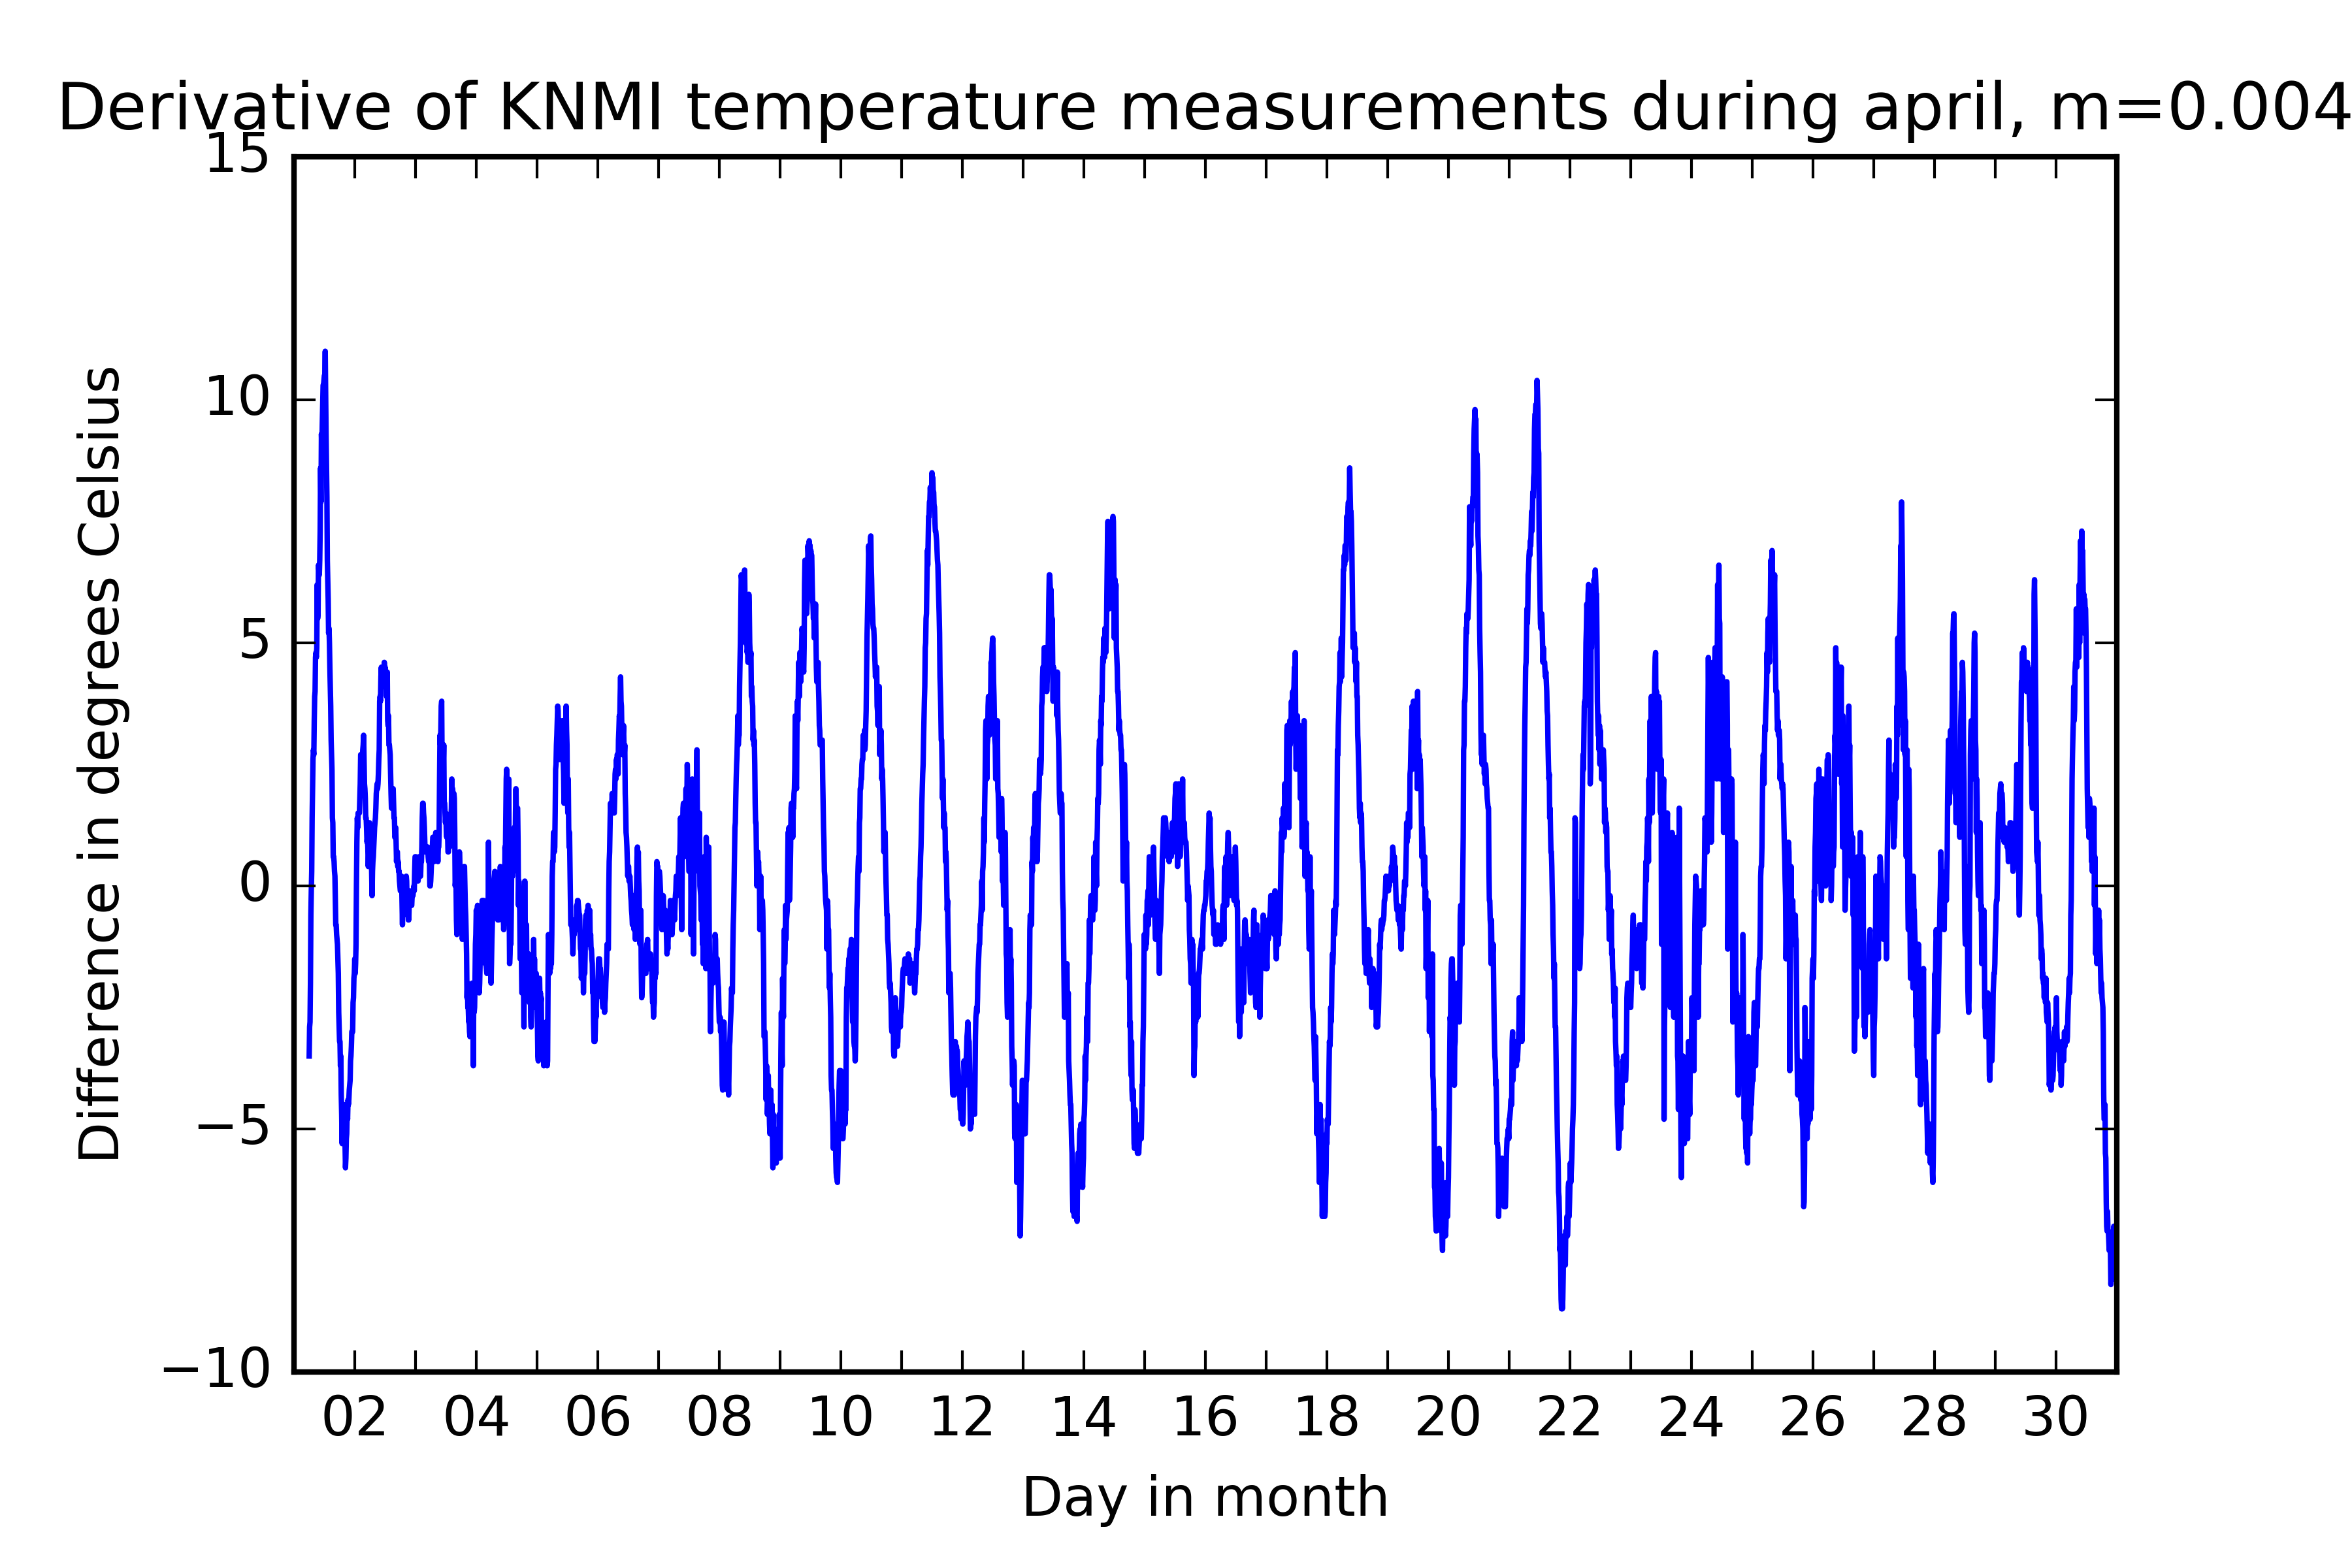 Derivative of KNMI temperature measurements during april, m=0.004
15
10
5
0
−5
−10
Difference in degrees Celsius
02 04 06 08 10 12 14 16 18 20 22 24 26 28 30
Day in month